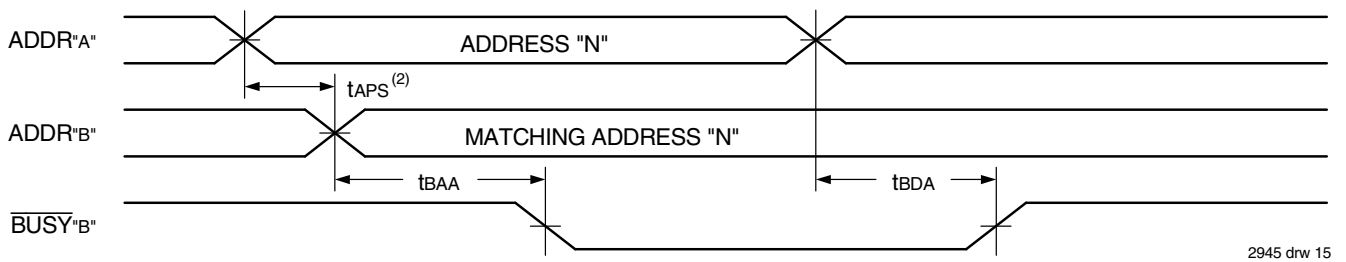 ADDR"A"
ADDRESS "N"
tAPS(2)
ADDR"B"
MATCHING ADDRESS "N"
tBAA
tBDA
BUSY"B"
2945 drw 15